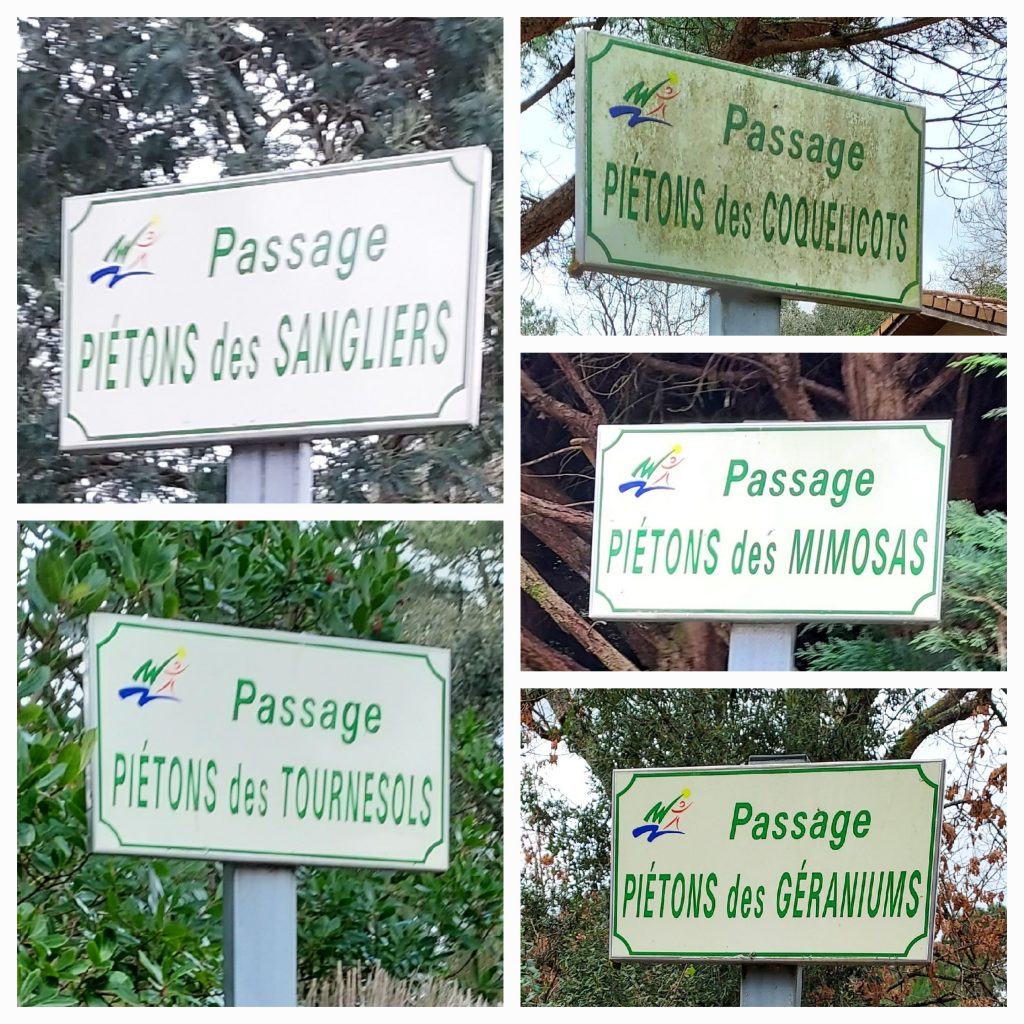 Passage
PIÉTONS des SANGLIERS
Passage
PIÉTONS des COQUELICOTS
Passage
PIÉTONS des MIMOSAS
Passage
PIÉTONS des TOURNESOLS
Passage
PIÉTONS des GÉRANIUMS